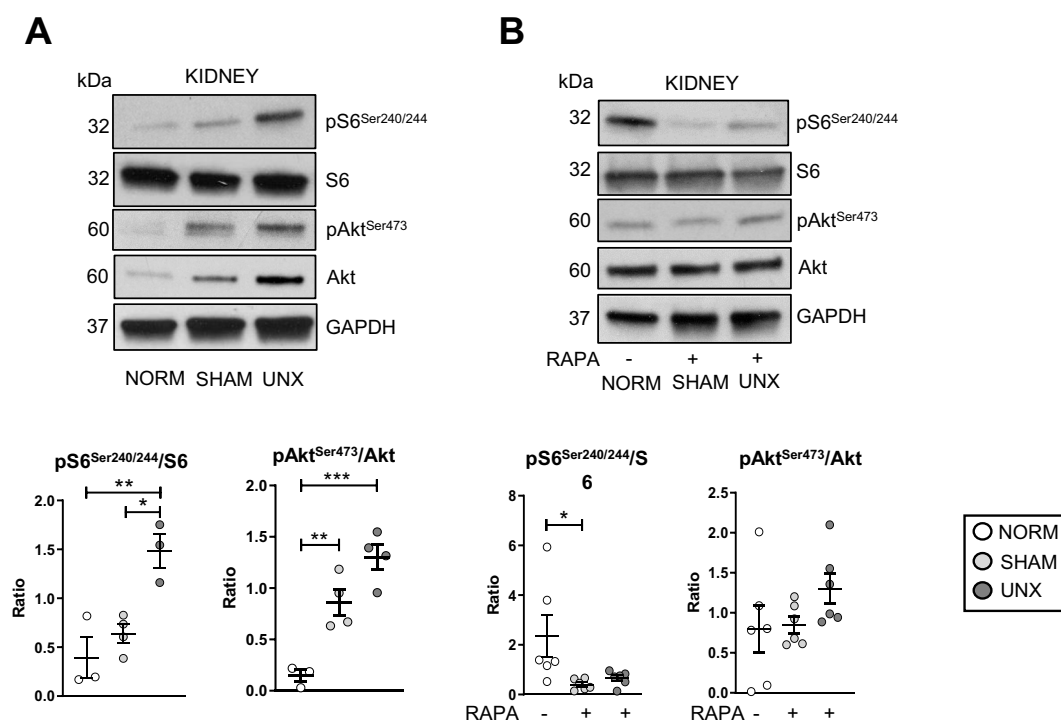 A
kDa
KIDNEY
32
pS6Ser240/244
32
S6
60
pAktSer473
60
Akt
37
GAPDH
NORM SHAM UNX
B
kDa
KIDNEY
32
pS6Ser240/244
32
S6
60
pAktSer473
60
Akt
37
GAPDH
RAPA - + +
NORM SHAM UNX
pS6Ser240/244/S6
Ratio
2.0
1.5
1.0
0.5
0.0
**
*
pAktSer473/Akt
Ratio
2.0
1.5
1.0
0.5
0.0
***
**
pS6Ser240/244/S
6
Ratio
8
6
4
2
0
*
RAPA - + +
pAktSer473/Akt
Ratio
2.5
2.0
1.5
1.0
0.5
0.0
RAPA - + +
NORM
SHAM
UNX